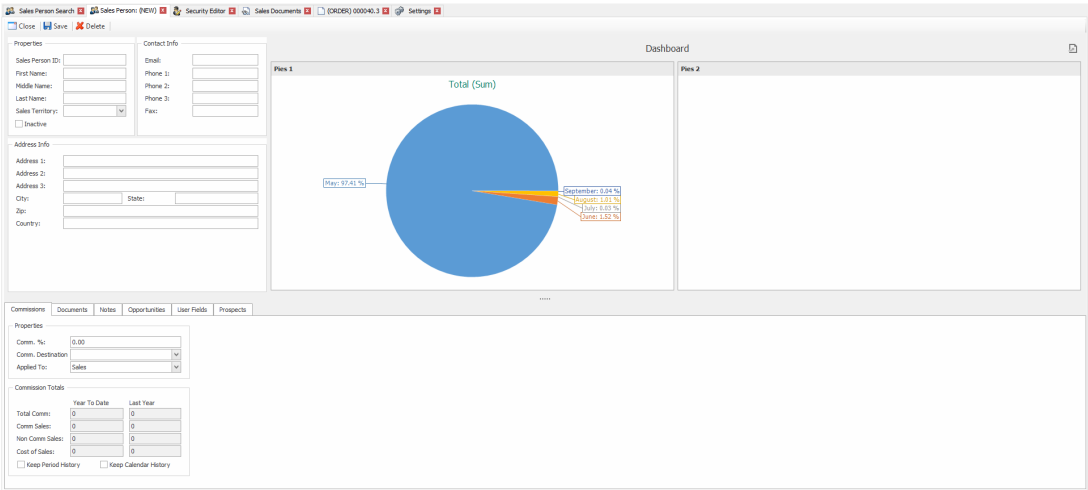 Sales Person Search Sales Person: (NEW) Security Editor Sales Documents (ORDER) 000040.3 Settings
Close Save Delete
Properties
Sales Person ID:
First Name:
Middle Name:
Last Name:
Sales Territory:
Inactive
Contact Info
Email:
Phone 1:
Phone 2:
Phone 3:
Fax:
Address Info
Address 1:
Address 2:
Address 3:
City: State:
Zip:
Country:
Dashboard
Pies 1
Total (Sum)
May: 97.41 %
September: 0.04 %
August: 1.01 %
July: 0.03 %
June: 1.52 %
Pies 2
Commissions Documents Notes Opportunities User Fields Prospects
Properties
Comm. %: 0.00
Comm. Destination
Applied To: Sales
Commission Totals
Year To Date Last Year
Total Comm: 0 0
Comm Sales: 0 0
Non Comm Sales: 0 0
Cost of Sales: 0 0
Keep Period History Keep Calendar History